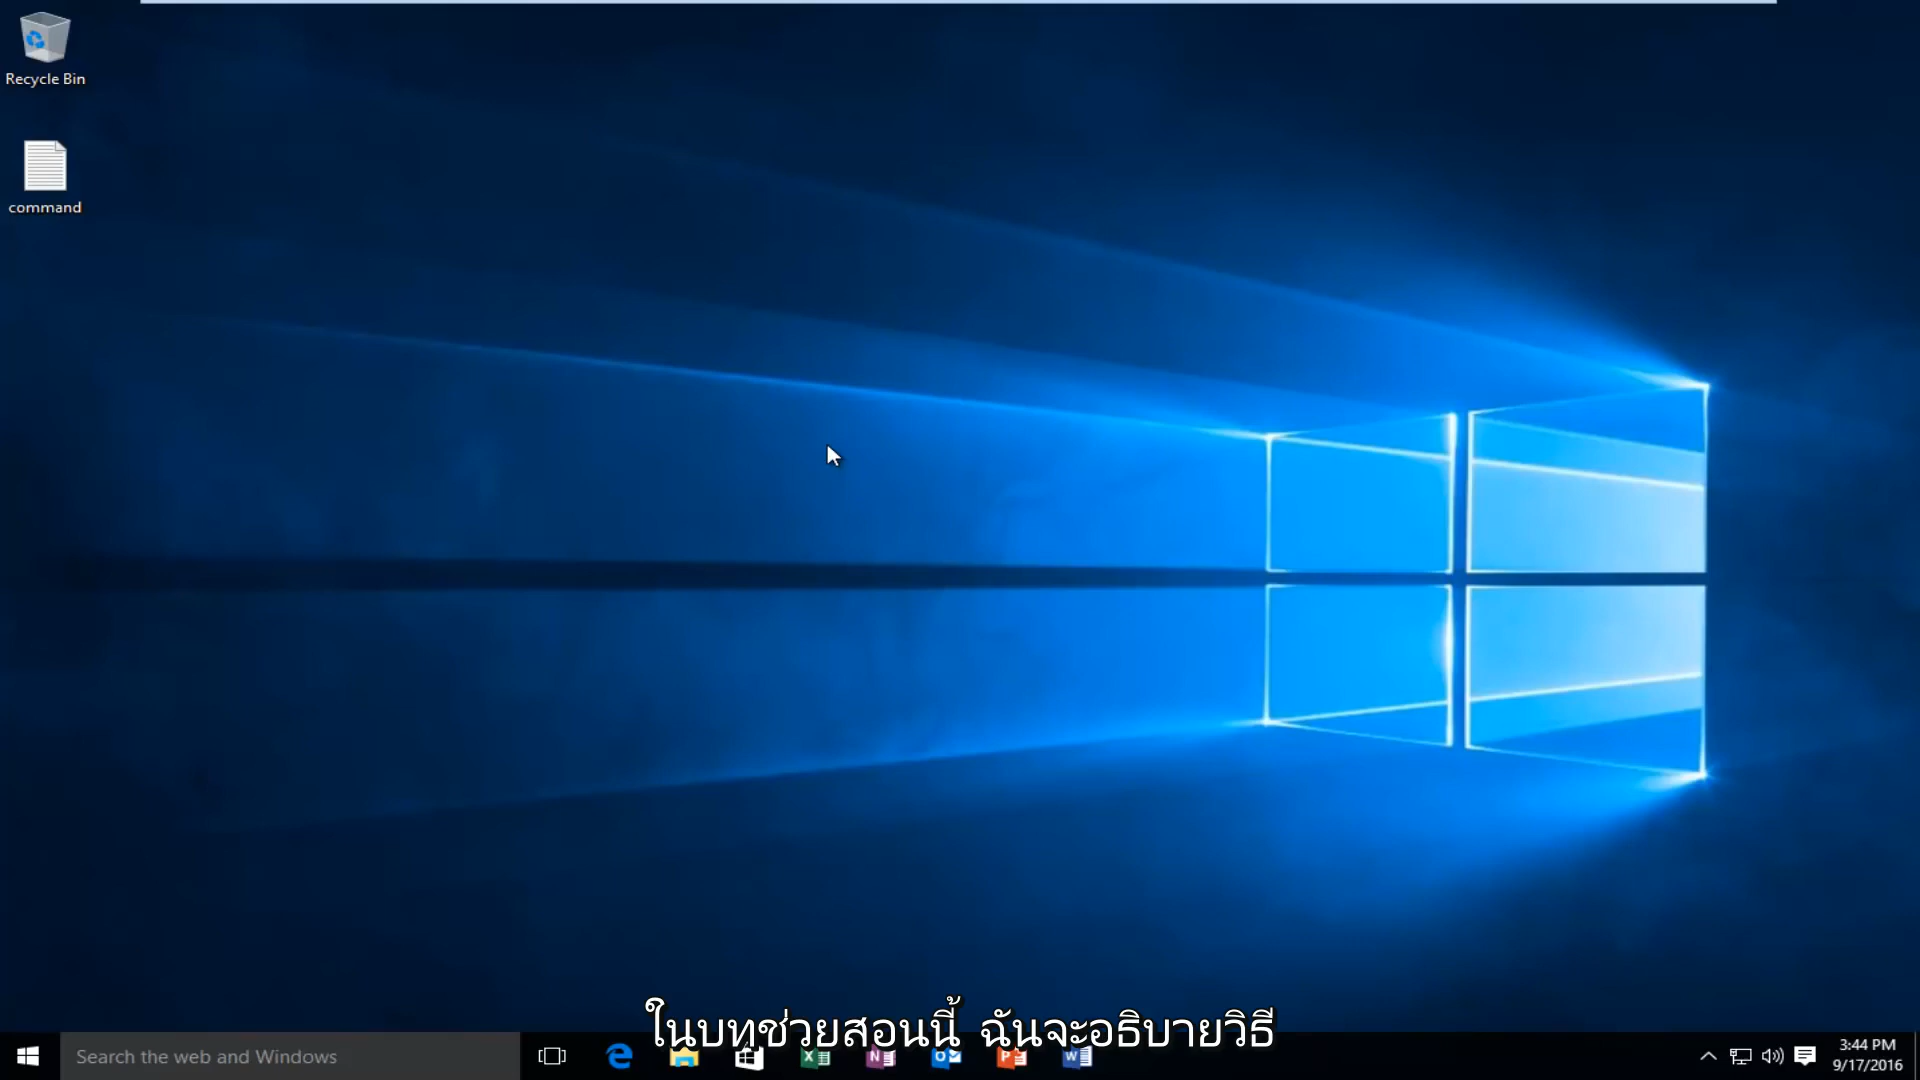 Recycle Bin
command
ในบทช่วยสอนนี้ ฉันจะอธิบายวิธี
Search the web and Windows
3:44 PM
9/17/2016